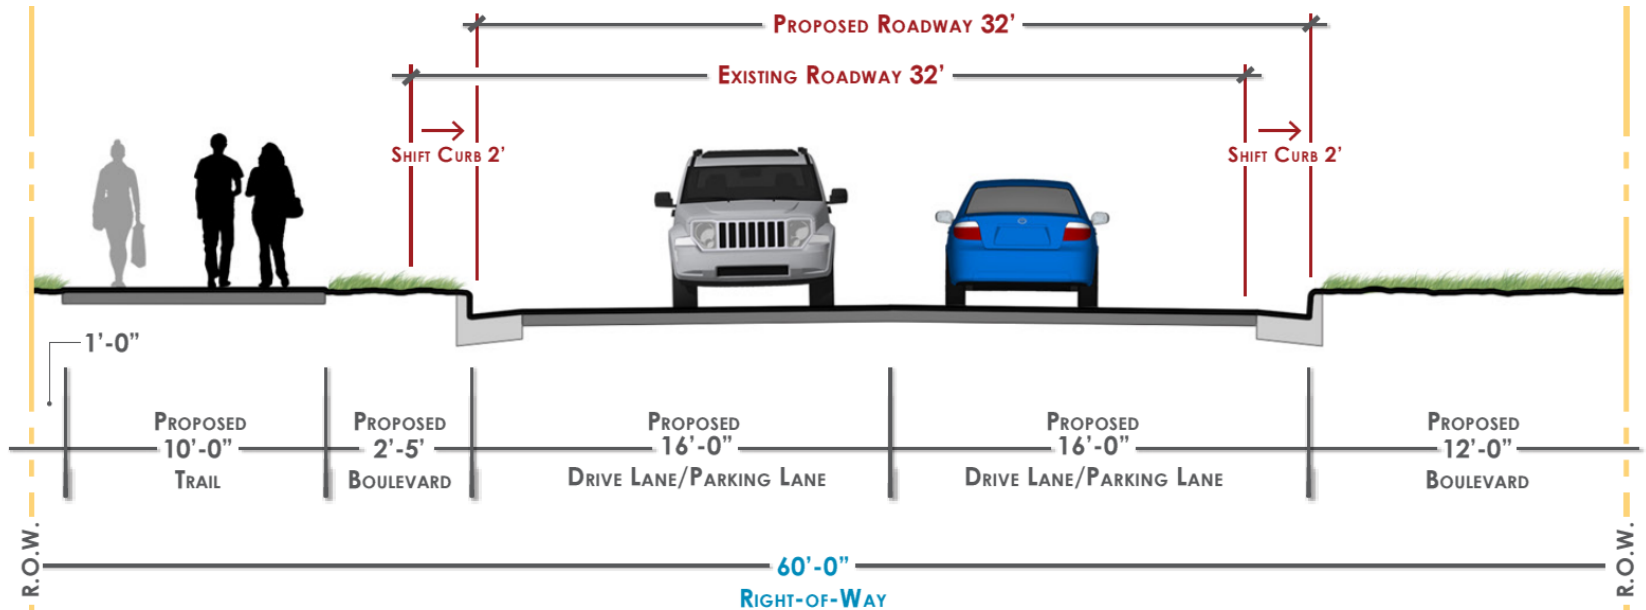 Proposed Roadway 32'
Existing Roadway 32'
Shift Curb 2'
Shift Curb 2'
1'-0"
Proposed
10'-0"
Trail
Proposed
2'-5'
Boulevard
Proposed
16'-0"
Drive Lane/Parking Lane
Proposed
16'-0"
Drive Lane/Parking Lane
Proposed
12'-0"
Boulevard
R.O.W.
R.O.W.
60'-0"
Right-of-Way